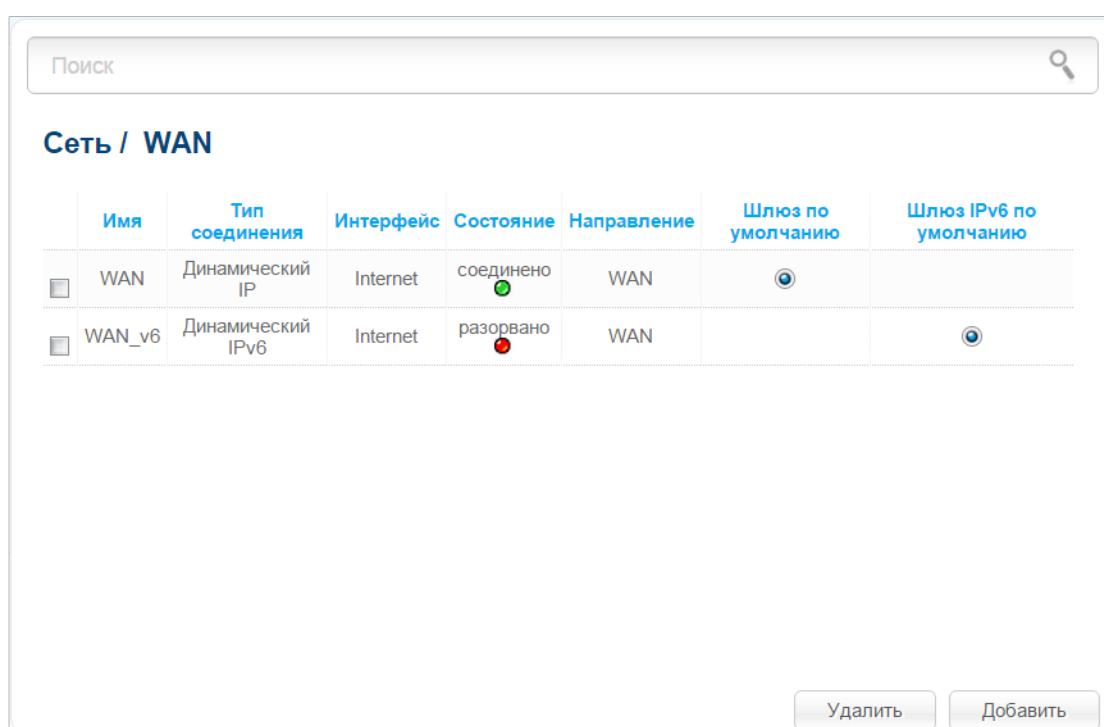 Поиск
Сеть / WAN
Имя Тип соединения Интерфейс Состояние Направление Шлюз по умолчанию Шлюз IPv6 по умолчанию
WAN Динамический IP Internet соединено WAN
WAN_v6 Динамический IPv6 Internet разорвано WAN
Удалить Добавить